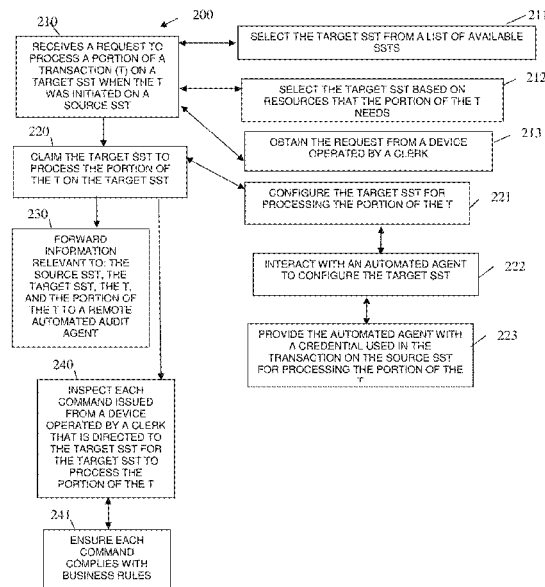 200
210
RECEIVES A REQUEST TO
PROCESS A PORTION OF A
TRANSACTION (T) ON A
TARGET SST WHEN THE T
WAS INITIATED ON A
SOURCE SST
211
SELECT THE TARGET SST FROM A LIST OF AVAILABLE
SSTS
212
SELECT THE TARGET SST BASED ON
RESOURCES THAT THE PORTION OF THE T
NEEDS
213
OBTAIN THE REQUEST FROM A DEVICE
OPERATED BY A CLERK
220
CLAIM THE TARGET SST TO
PROCESS THE PORTION OF
THE T ON THE TARGET SST
221
CONFIGURE THE TARGET SST FOR
PROCESSING THE PORTION OF THE T
222
INTERACT WITH AN AUTOMATED AGENT
TO CONFIGURE THE TARGET SST
223
PROVIDE THE AUTOMATED AGENT WITH
A CREDENTIAL USED IN THE
TRANSACTION ON THE SOURCE SST
FOR PROCESSING THE PORTION OF THE
T
230
FORWARD
INFORMATION
RELEVANT TO: THE
SOURCE SST, THE
TARGET SST, THE T,
AND THE PORTION OF
THE T TO A REMOTE
AUTOMATED AUDIT
AGENT
240
INSPECT EACH
COMMAND ISSUED
FROM A DEVICE
OPERATED BY A CLERK
THAT IS DIRECTED TO
THE TARGET SST FOR
THE TARGET SST TO
PROCESS THE
PORTION OF THE T
241
ENSURE EACH
COMMAND
COMPLIES WITH
BUSINESS RULES